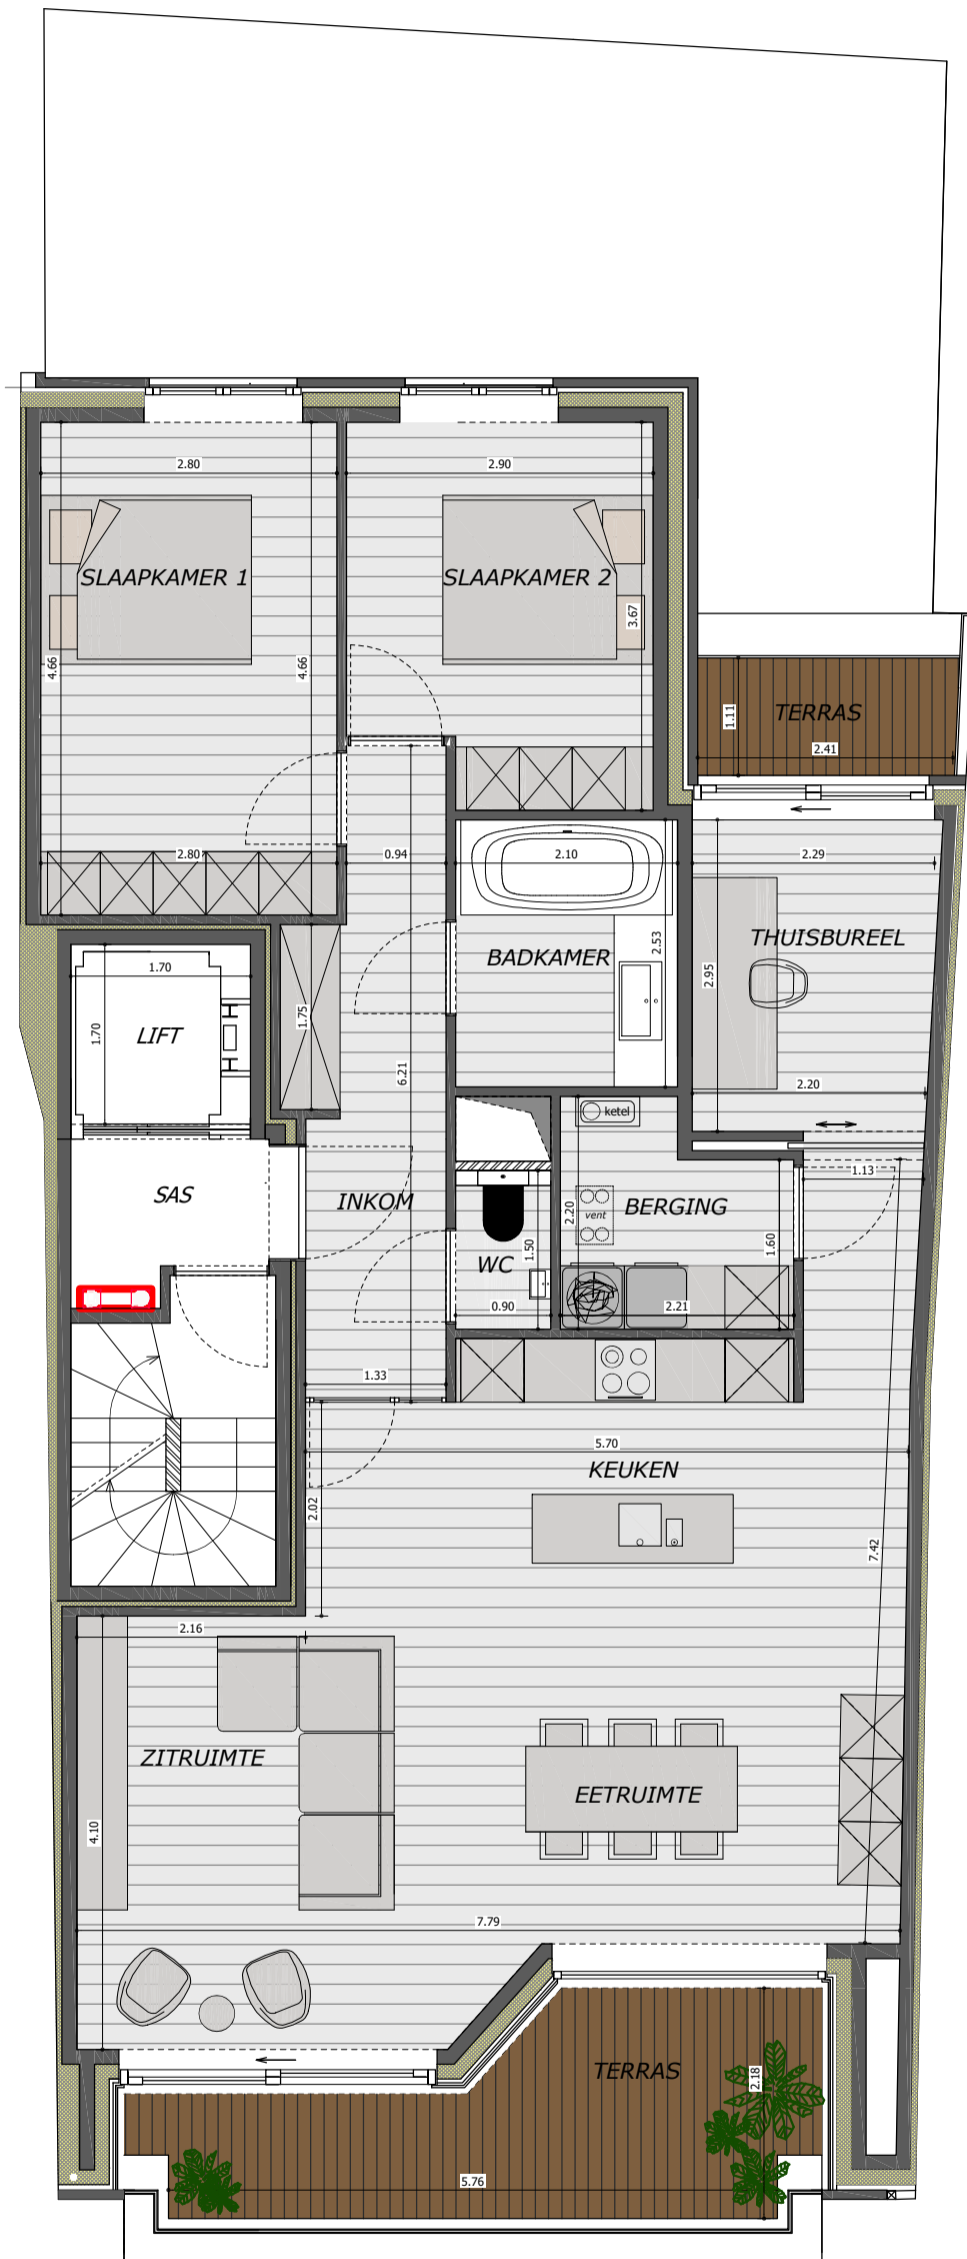 2.80
2.90
SLAAPKAMER 1
SLAAPKAMER 2
3.67
4.66
4.66
TERRAS
1.11
2.41
2.80
0.94
2.10
2.29
THUISBUREEL
BADKAMER
2.53
2.95
1.70
LIFT
1.70
1.75
6.21
2.20
ketel
1.13
SAS
INKOM
BERGING
2.20
vent
1.60
1.50
WC
0.90
2.21
1.33
5.70
KEUKEN
2.02
7.42
2.16
ZITRUIMTE
EETRUIMTE
4.10
7.79
TERRAS
2.18
5.76